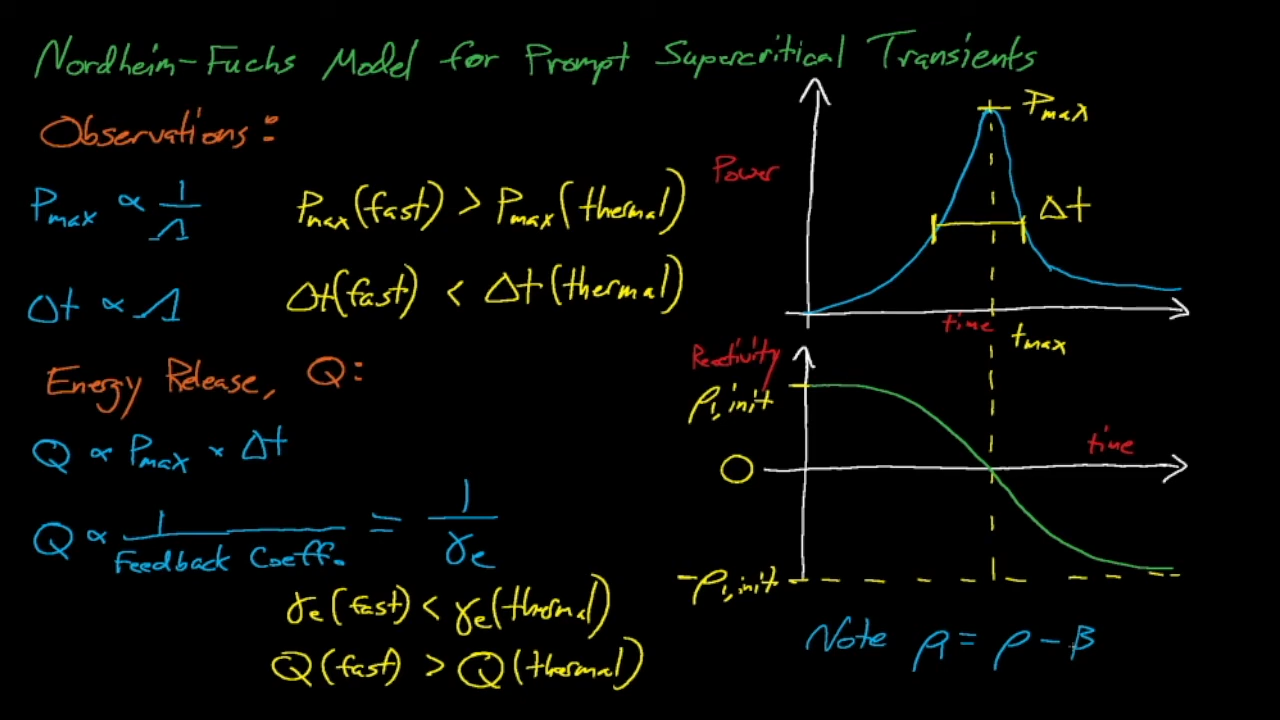 Nordheim-Fuchs Model for Prompt Supercritical Transients
Observations:
Pmax ∝ 1/Λ
Pmax(fast) > Pmax(thermal)
Δt ∝ Λ
Δt(fast) < Δt(thermal)
Energy Release, Q:
Q ∝ Pmax × Δt
Q ∝ 1/Feedback Coeff. = 1/γe
γe(fast) < γe(thermal)
Q(fast) > Q(thermal)
Power
Pmax
Δt
time
tmax
Reactivity
ρ1,init
0
time
-ρ1,init
Note ρ1 = ρ - β